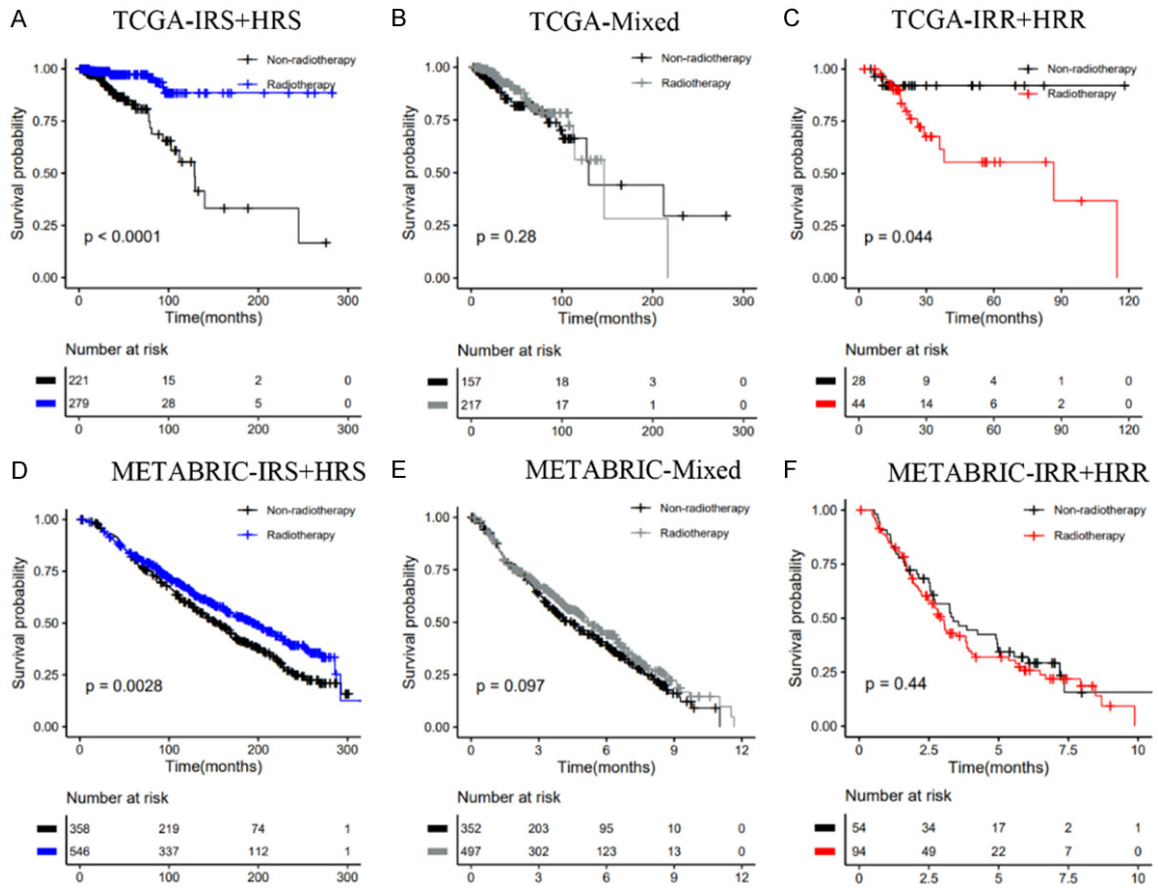 A
TCGA-IRS+HRS
Non-radiotherapy
Radiotherapy
Survival probability
1.00
0.75
0.50
0.25
0.00
p < 0.0001
0 100 200 300
Time(months)
Number at risk
221 15 2 0
279 28 5 0
0 100 200 300
B
TCGA-Mixed
Non-radiotherapy
Radiotherapy
Survival probability
1.00
0.75
0.50
0.25
0.00
p = 0.28
0 100 200 300
Time(months)
Number at risk
157 18 3 0
217 17 1 0
0 100 200 300
C
TCGA-IRR+HRR
Non-radiotherapy
Radiotherapy
Survival probability
1.00
0.75
0.50
0.25
0.00
p = 0.044
0 30 60 90 120
Time(months)
Number at risk
28 9 4 1 0
44 14 6 2 0
0 30 60 90 120
D
METABRIC-IRS+HRS
Non-radiotherapy
Radiotherapy
Survival probability
1.00
0.75
0.50
0.25
0.00
p = 0.0028
0 100 200 300
Time(months)
Number at risk
358 219 74 1
546 337 112 1
0 100 200 300
E
METABRIC-Mixed
Non-radiotherapy
Radiotherapy
Survival probability
1.00
0.75
0.50
0.25
0.00
p = 0.097
0 3 6 9 12
Time(months)
Number at risk
352 203 95 10 0
497 302 123 13 0
0 3 6 9 12
F
METABRIC-IRR+HRR
Non-radiotherapy
Radiotherapy
Survival probability
1.00
0.75
0.50
0.25
0.00
p = 0.44
0 2.5 5 7.5 10
Time(months)
Number at risk
54 34 17 2 1
94 49 22 7 0
0 2.5 5 7.5 10